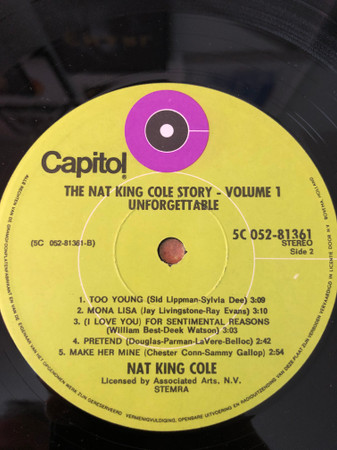 Capitol
THE NAT KING COLE STORY - VOLUME 1
UNFORGETTABLE
(5C 052-81361-B)
5C 052-81361
STEREO
Side 2
1. TOO YOUNG (Sid Lippman-Sylvia Dee) 3:09
2. MONA LISA (Jay Livingstone-Ray Evans) 3:10
3. (I LOVE YOU) FOR SENTIMENTAL REASONS
(William Best-Deek Watson) 3:03
4. PRETEND (Douglas-Parman-LaVere-Belloc) 2:42
5. MAKE HER MINE (Chester Conn-Sammy Gallop) 2:54
NAT KING COLE
Licensed by Associated Arts, N.V.
STEMRA